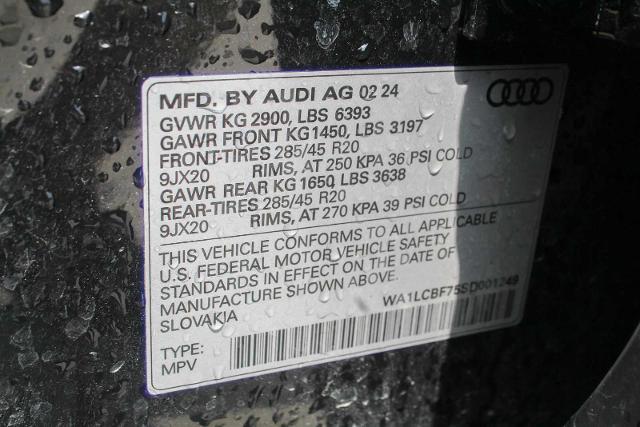 MFD. BY AUDI AG 02 24
GVWR KG 2900, LBS 6393
GAWR FRONT KG1450, LBS 3197
FRONT-TIRES 285/45 R20
9JX20 RIMS, AT 250 KPA 36 PSI COLD
GAWR REAR KG 1650, LBS 3638
REAR-TIRES 285/45 R20
9JX20 RIMS, AT 270 KPA 39 PSI COLD
THIS VEHICLE CONFORMS TO ALL APPLICABLE
U.S. FEDERAL MOTOR VEHICLE SAFETY
STANDARDS IN EFFECT ON THE DATE OF
MANUFACTURE SHOWN ABOVE.
SLOVAKIA
WA1LCBF75SD001249
TYPE:
MPV